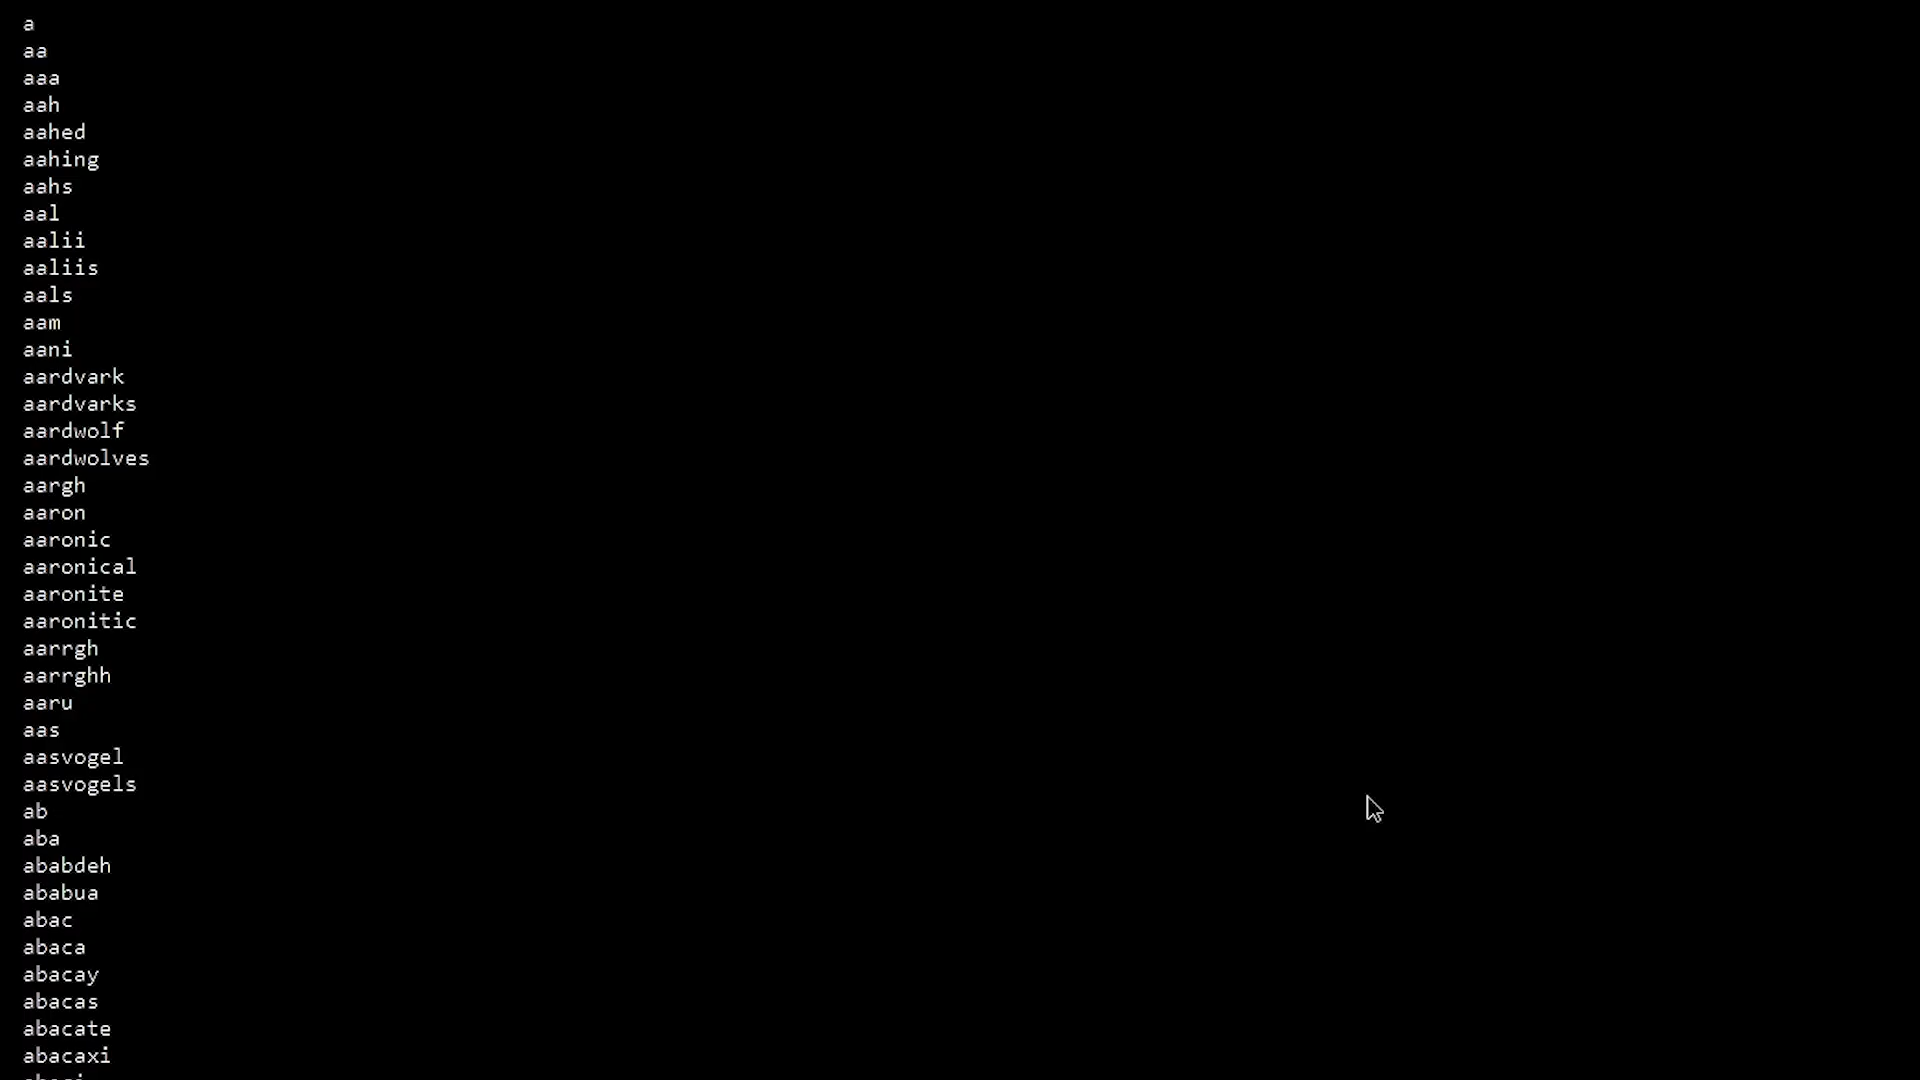 a
aa
aaa
aah
aahed
aahing
aahs
aal
aalii
aaliis
aals
aam
aani
aardvark
aardvarks
aardwolf
aardwolves
aargh
aaron
aaronic
aaronical
aaronite
aaronitic
aarrgh
aarrghh
aaru
aas
aasvogel
aasvogels
ab
aba
ababdeh
ababua
abac
abaca
abacay
abacas
abacate
abacaxi